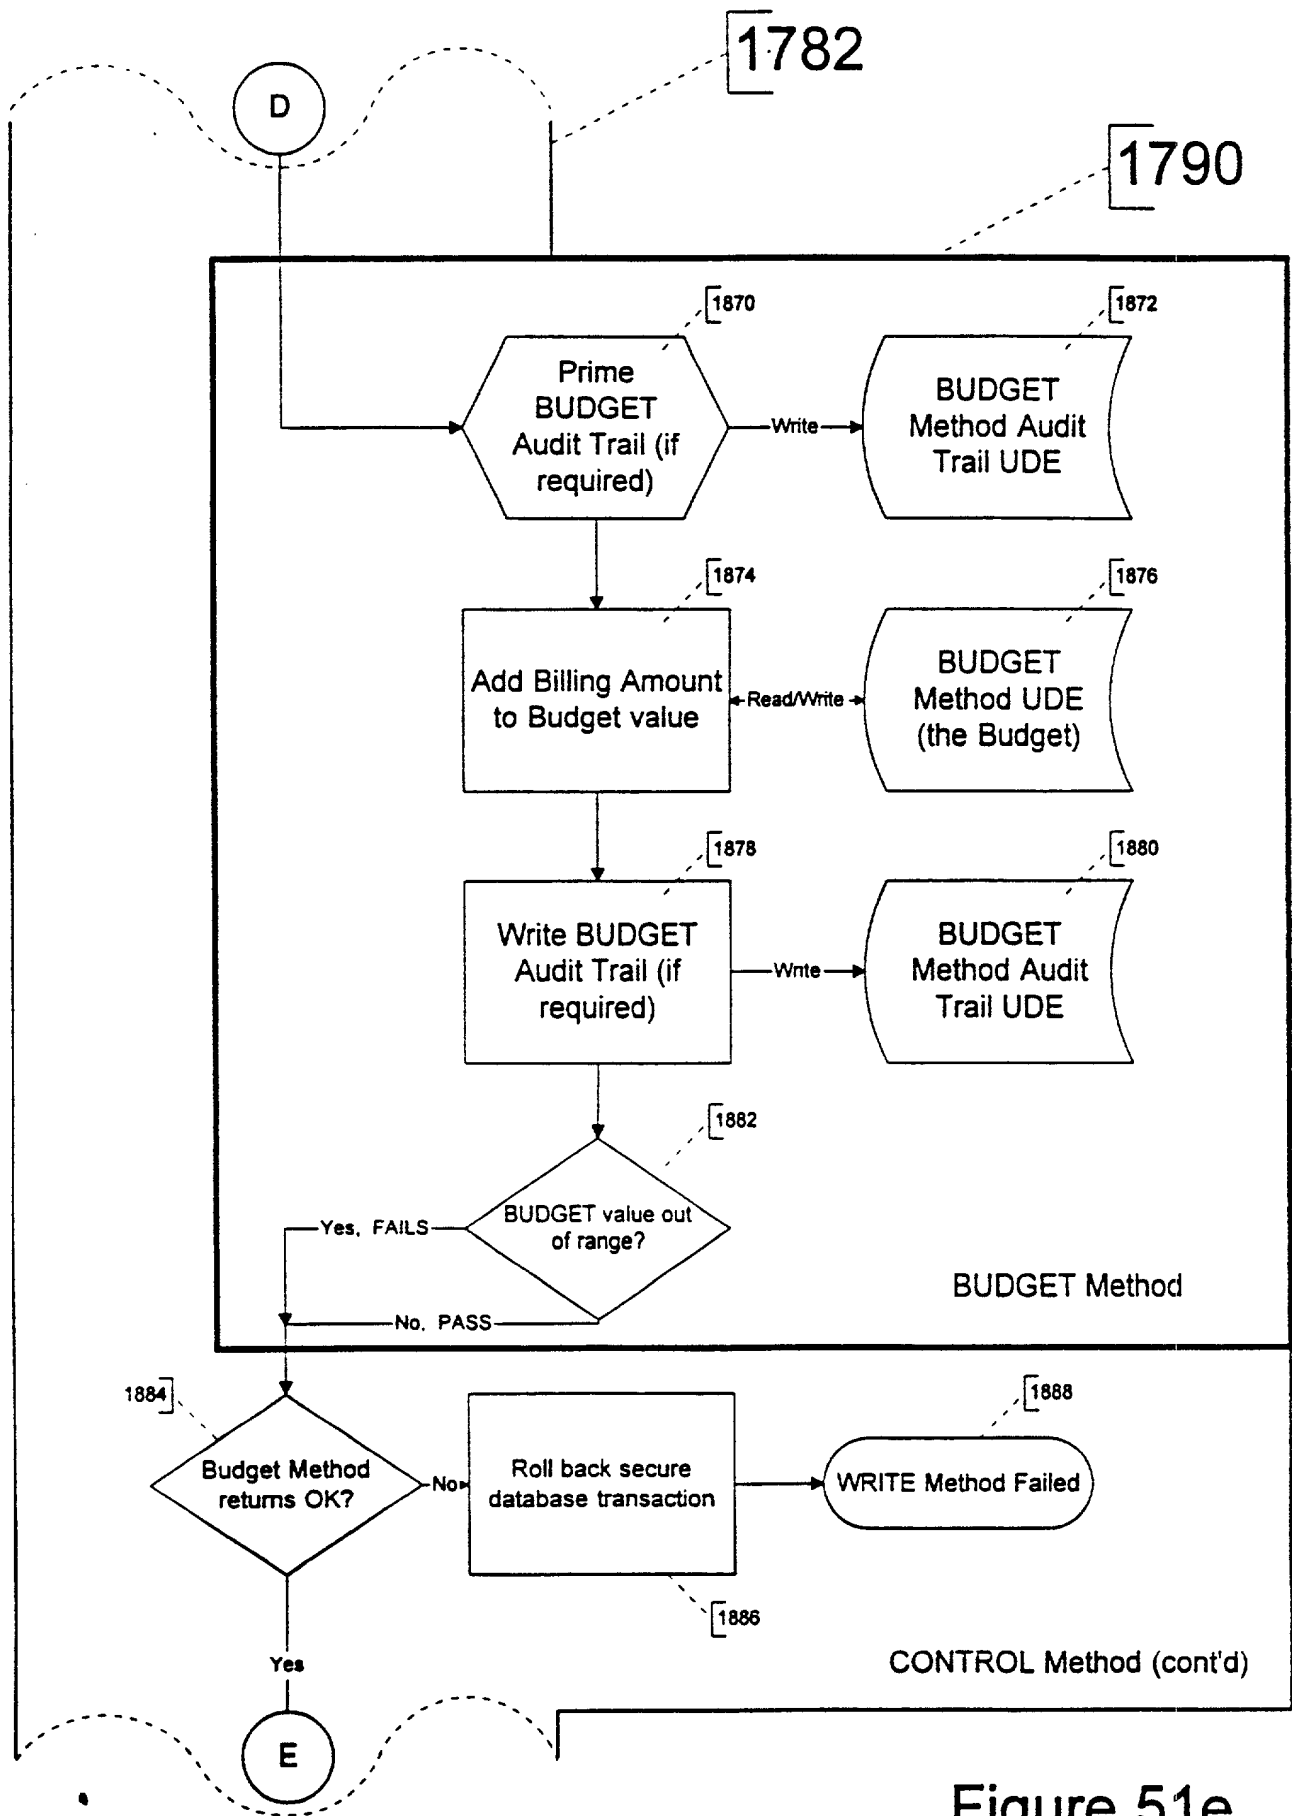 1782
D
1790
1870
1872
Prime
BUDGET
Audit Trail (if
required)
Write
BUDGET
Method Audit
Trail UDE
1874
1876
Add Billing Amount
to Budget value
Read/Write
BUDGET
Method UDE
(the Budget)
1878
1880
Write BUDGET
Audit Trail (if
required)
Write
BUDGET
Method Audit
Trail UDE
1882
BUDGET value out
of range?
Yes, FAILS
No, PASS
BUDGET Method
1884
1888
Budget Method
returns OK?
No
Roll back secure
database transaction
WRITE Method Failed
1886
Yes
CONTROL Method (cont'd)
E
Figure 51e